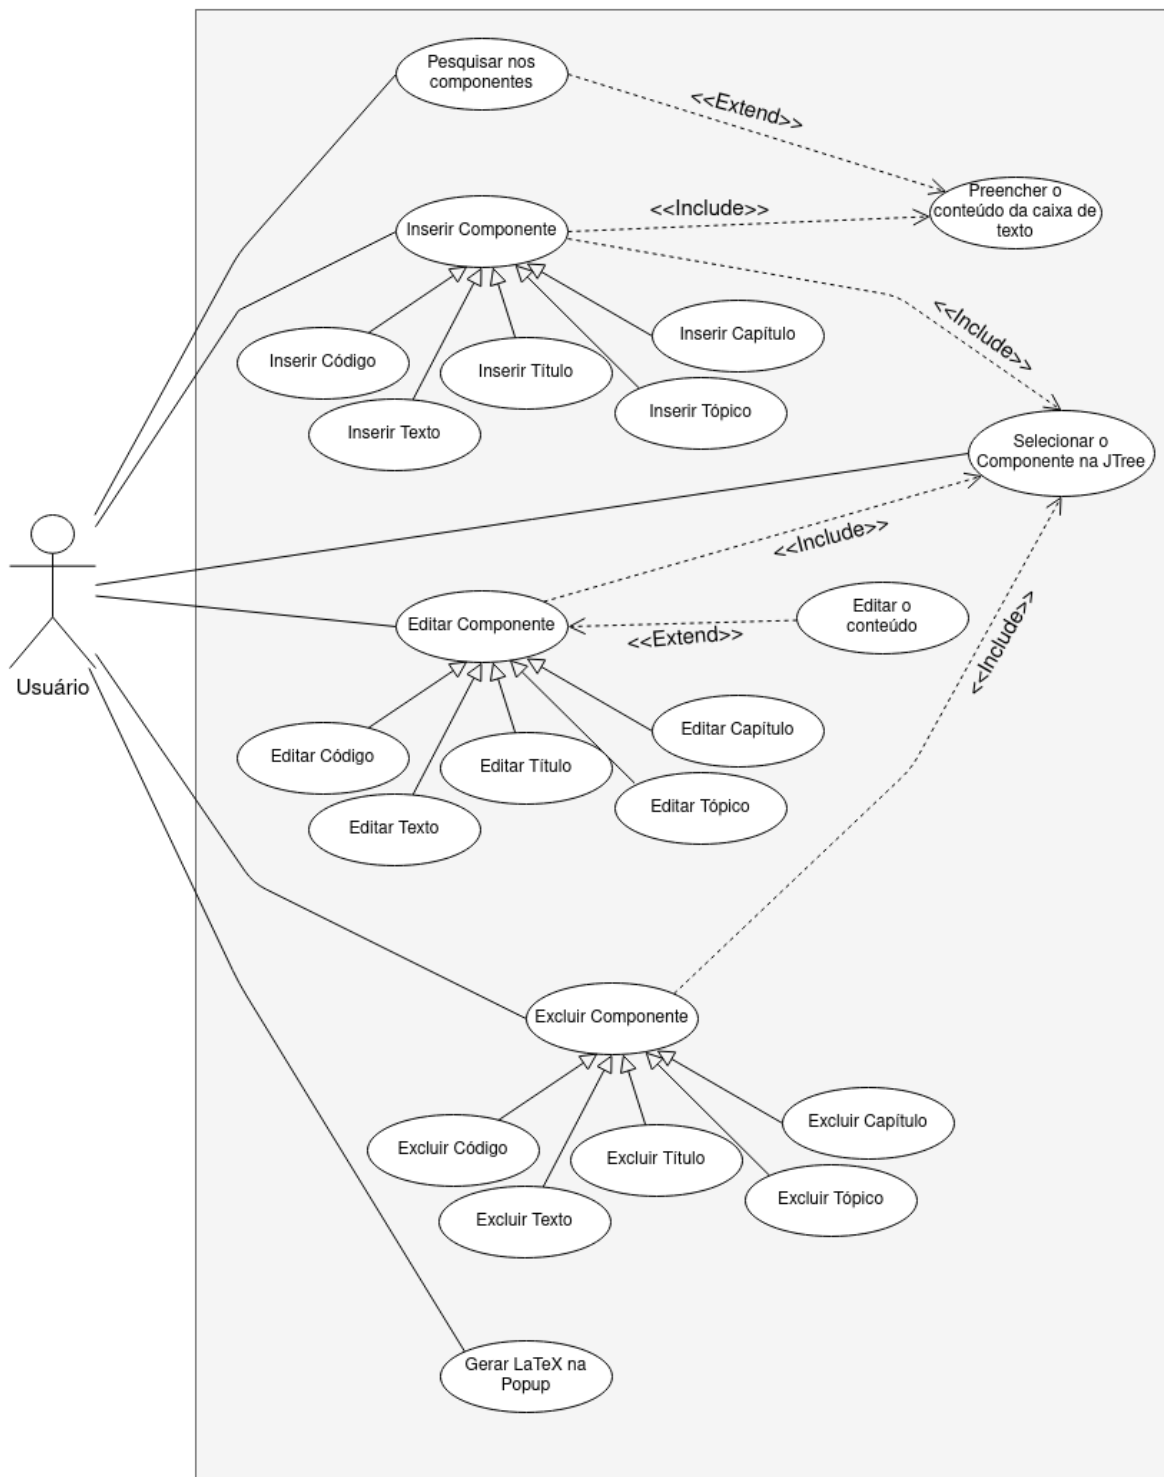 Pesquisar nos
componentes
<<Extend>>
Preencher o
conteúdo da caixa de
texto
<<Include>>
Inserir Componente
<<Include>>
Inserir Capítulo
Inserir Código
Inserir Título
Inserir Tópico
Inserir Texto
Selecionar o
Componente na JTree
<<Include>>
Editar Componente
Editar o
conteúdo
<<Extend>>
<<Include>>
Usuário
Editar Capítulo
Editar Código
Editar Título
Editar Tópico
Editar Texto
Excluir Componente
Excluir Capítulo
Excluir Código
Excluir Título
Excluir Tópico
Excluir Texto
Gerar LaTeX na
Popup